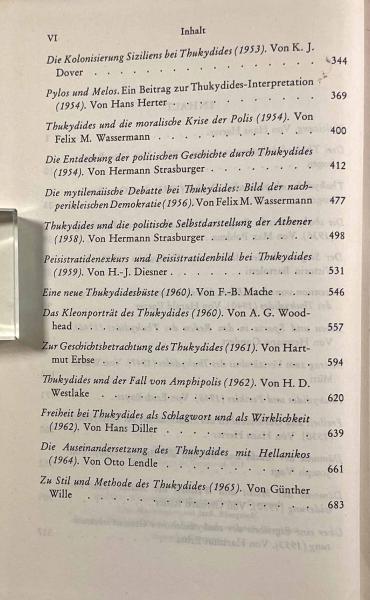 VI
Inhalt
Die Kolonisierung Siziliens bei Thukydides (1953). Von K. J.
Dover . . . . . . . . . . . . . . 344
Pylos und Melos. Ein Beitrag zur Thukydides-Interpretation
(1954). Von Hans Herter . . . . . . . . . 369
Thukydides und die moralische Krise der Polis (1954). Von
Felix M. Wassermann . . . . . . . . . . 400
Die Entdeckung der politischen Geschichte durch Thukydides
(1954). Von Hermann Strasburger . . . . . . . 412
Die mytilenäische Debatte bei Thukydides: Bild der nach-
perikleischen Demokratie (1956). Von Felix M. Wassermann 477
Thukydides und die politische Selbstdarstellung der Athener
(1958). Von Hermann Strasburger . . . . . . . 498
Peisistratidenexkurs und Peisistratidenbild bei Thukydides
(1959). Von H.-J. Diesner . . . . . . . . . 531
Eine neue Thukydidesbüste (1960). Von F.-B. Mache . . 546
Das Kleonporträt des Thukydides (1960). Von A. G. Wood-
head . . . . . . . . . . . . . . . 557
Zur Geschichtsbetrachtung des Thukydides (1961). Von Hart-
mut Erbse . . . . . . . . . . . . . 594
Thukydides und der Fall von Amphipolis (1962). Von H. D.
Westlake . . . . . . . . . . . . . 620
Freiheit bei Thukydides als Schlagwort und als Wirklichkeit
(1962). Von Hans Diller . . . . . . . . . 639
Die Auseinandersetzung des Thukydides mit Hellanikos
(1964). Von Otto Lendle . . . . . . . . . 661
Zu Stil und Methode des Thukydides (1965). Von Günther
Wille . . . . . . . . . . . . . . 683